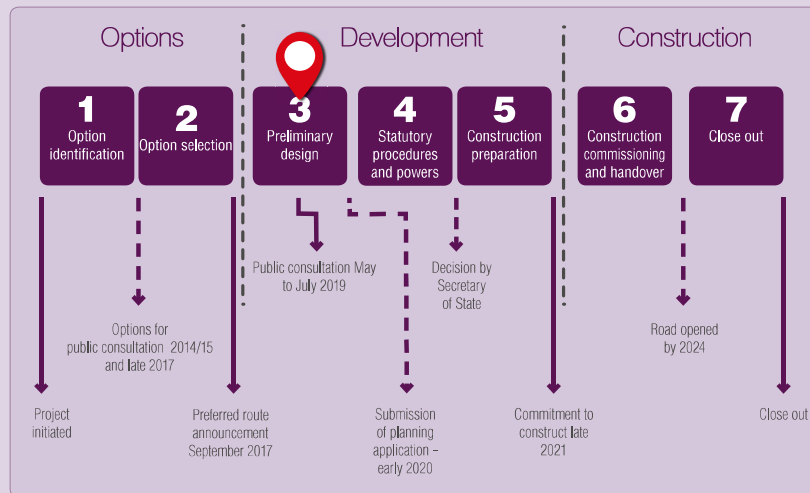 Options
Development
Construction
1
Option
identification
2
Option selection
3
Preliminary
design
4
Statutory
procedures
and powers
5
Construction
preparation
6
Construction
commissioning
and handover
7
Close out
Public consultation May
to July 2019
Decision by
Secretary
of State
Options for
public consultation 2014/15
and late 2017
Road opened
by 2024
Project
initiated
Preferred route
announcement
September 2017
Submission
of planning
application –
early 2020
Commitment to
construct late
2021
Close out